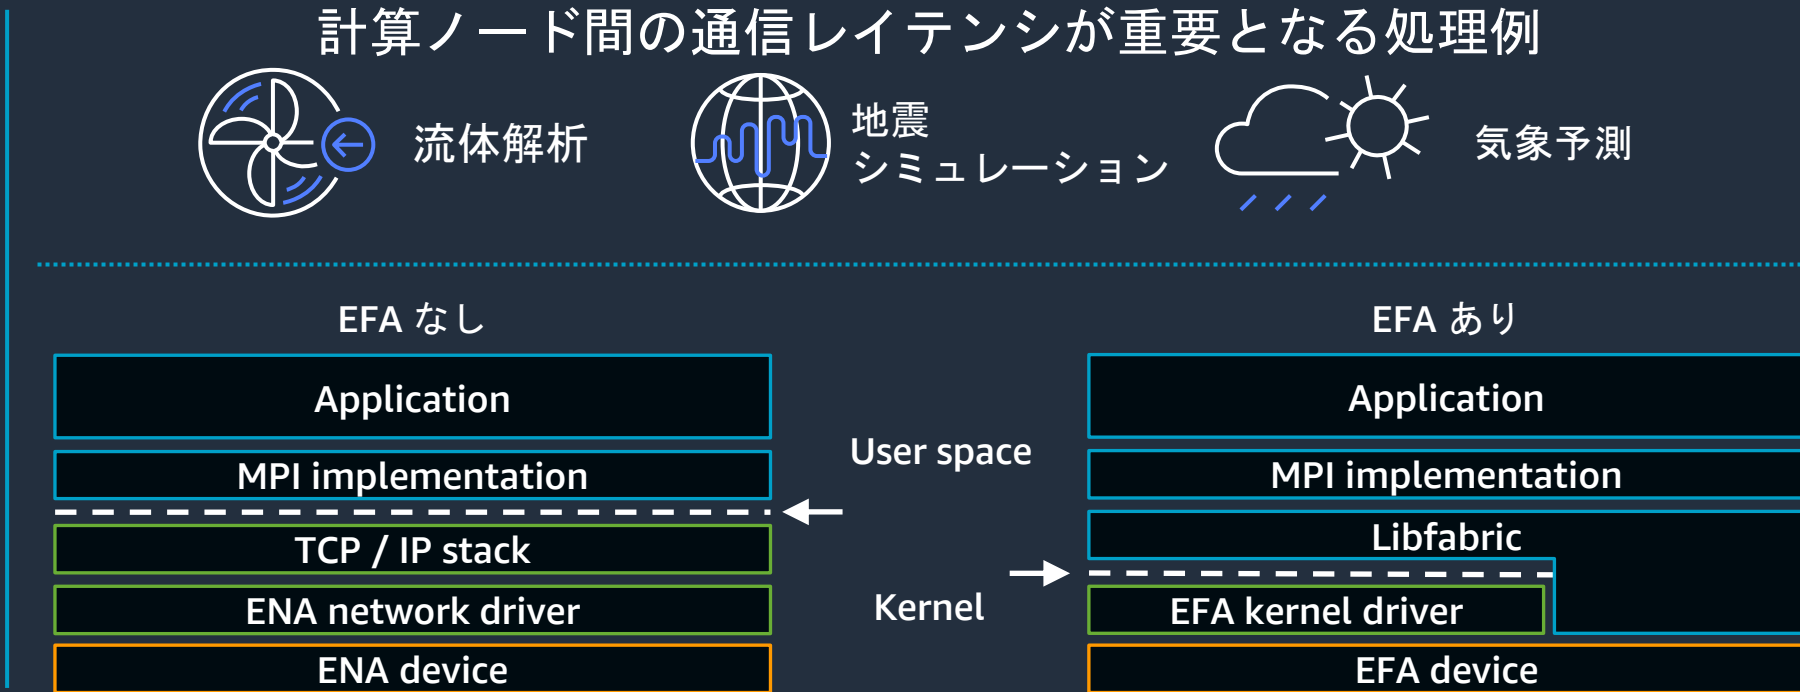 計算ノード間の通信レイテンシが重要となる処理例
流体解析
地震
シミュレーション
気象予測
EFA なし
Application
MPI implementation
TCP / IP stack
ENA network driver
ENA device
User space
Kernel
EFA あり
Application
MPI implementation
Libfabric
EFA kernel driver
EFA device